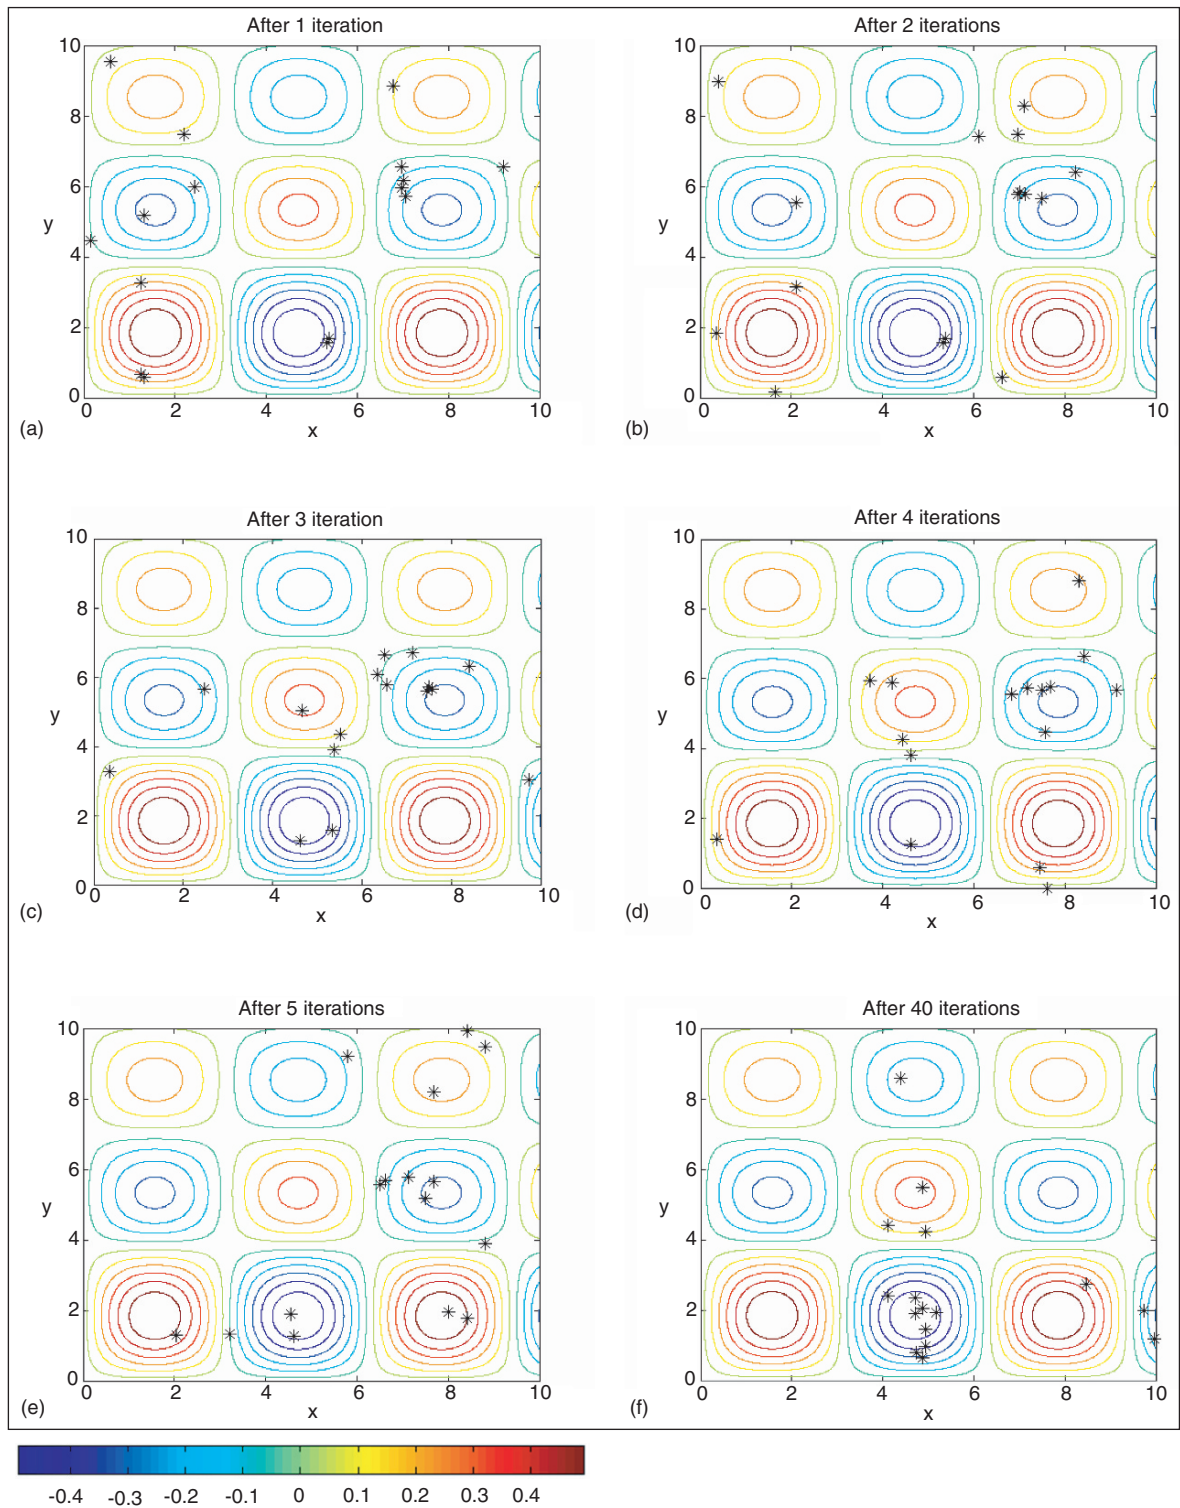 After 1 iteration
After 2 iterations
10
8
6
y
4
2
0
0 2 4 6 8 10
(a)
x
10
8
6
y
4
2
0
0 2 4 6 8 10
(b)
x
After 3 iteration
After 4 iterations
10
8
6
y
4
2
0
0 2 4 6 8 10
(c)
x
10
8
6
y
4
2
0
0 2 4 6 8 10
(d)
x
After 5 iterations
After 40 iterations
10
8
6
y
4
2
0
0 2 4 6 8 10
(e)
x
10
8
6
y
4
2
0
0 2 4 6 8 10
(f)
x
-0.4 -0.3 -0.2 -0.1 0 0.1 0.2 0.3 0.4